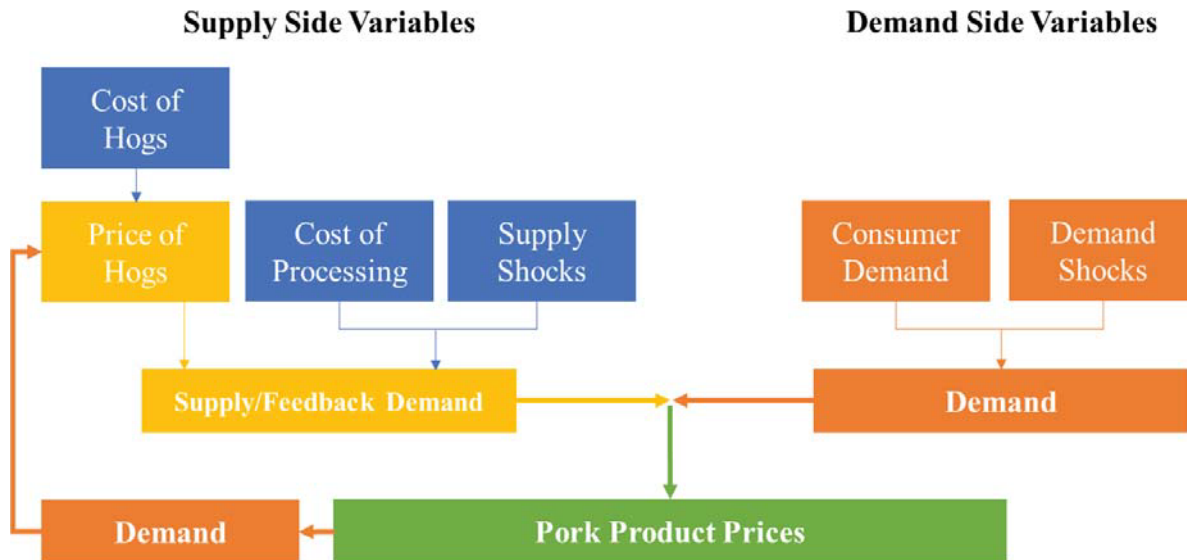 Supply Side Variables
Demand Side Variables
Cost of
Hogs
Price of
Hogs
Cost of
Processing
Supply
Shocks
Consumer
Demand
Demand
Shocks
Supply/Feedback Demand
Demand
Demand
Pork Product Prices